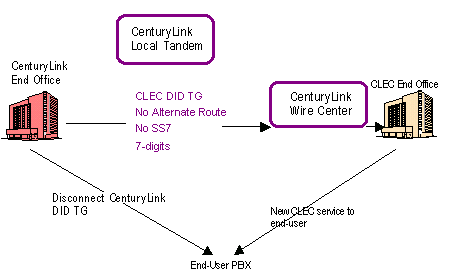 CenturyLink
Local Tandem
CenturyLink
End Office
CLEC DID TG
No Alternate Route
No SS7
7-digits
CenturyLink
Wire Center
CLEC End Office
Disconnect CenturyLink
DID TG
New CLEC service to
end-user
End-User PBX